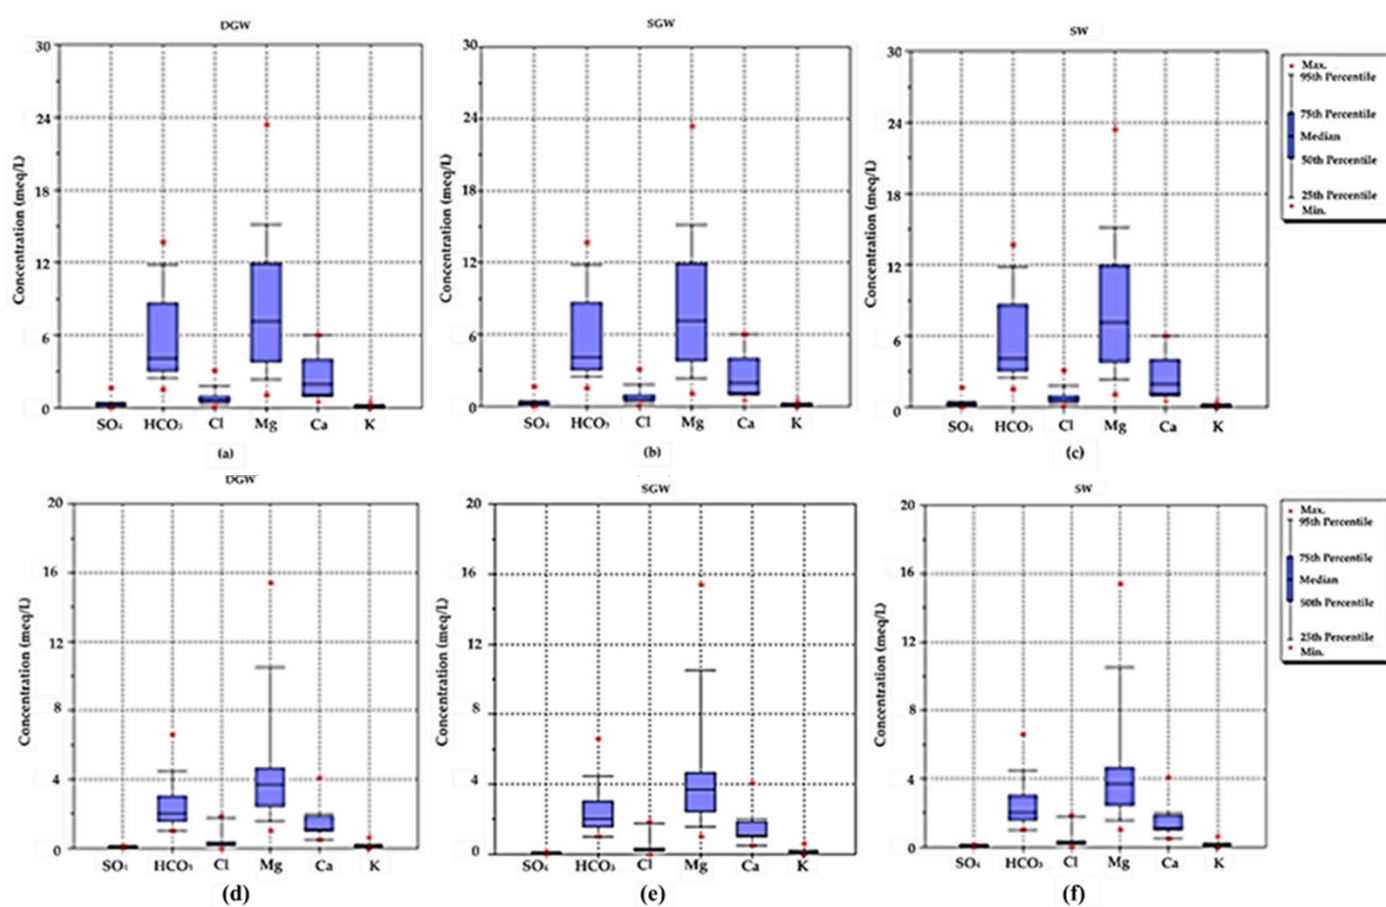 DGW
SGW
SW
30
24
18
12
6
0
Concentration (meq/L)
SO₄ HCO₃ Cl Mg Ca K
(a)
30
24
18
12
6
0
Concentration (meq/L)
SO₄ HCO₃ Cl Mg Ca K
(b)
30
24
18
12
6
0
Concentration (meq/L)
SO₄ HCO₃ Cl Mg Ca K
(c)
Max.
95th Percentile
75th Percentile
Median
50th Percentile
25th Percentile
Min.
DGW
SGW
SW
20
16
12
8
4
0
Concentration (meq/L)
SO₄ HCO₃ Cl Mg Ca K
(d)
20
16
12
8
4
0
Concentration (meq/L)
SO₄ HCO₃ Cl Mg Ca K
(e)
20
16
12
8
4
0
Concentration (meq/L)
SO₄ HCO₃ Cl Mg Ca K
(f)
Max.
95th Percentile
75th Percentile
Median
50th Percentile
25th Percentile
Min.